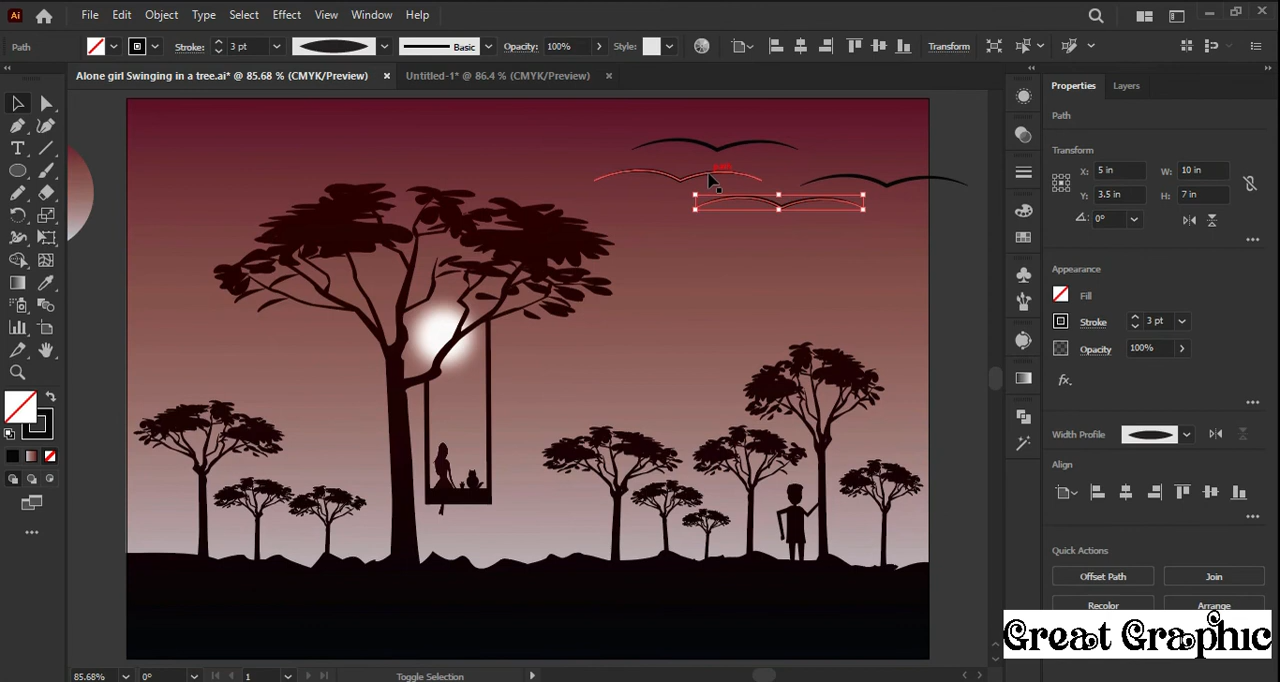 Ai File Edit Object Type Select Effect View Window Help
Path Stroke: 3 pt Basic Opacity: 100% Style: Transform
Alone girl Swinging in a tree.ai* @ 85.68 % (CMYK/Preview) × Untitled-1* @ 86.4 % (CMYK/Preview) ×
Properties Layers
Path
Transform
X: 5 in W: 10 in
Y: 3.5 in H: 7 in
0°
Appearance
Fill
Stroke 3 pt
Opacity 100%
fx.
Width Profile
Align
Quick Actions
Offset Path Join
Recolor Arrange
Great Graphic
85.68% 0° 1 Toggle Selection